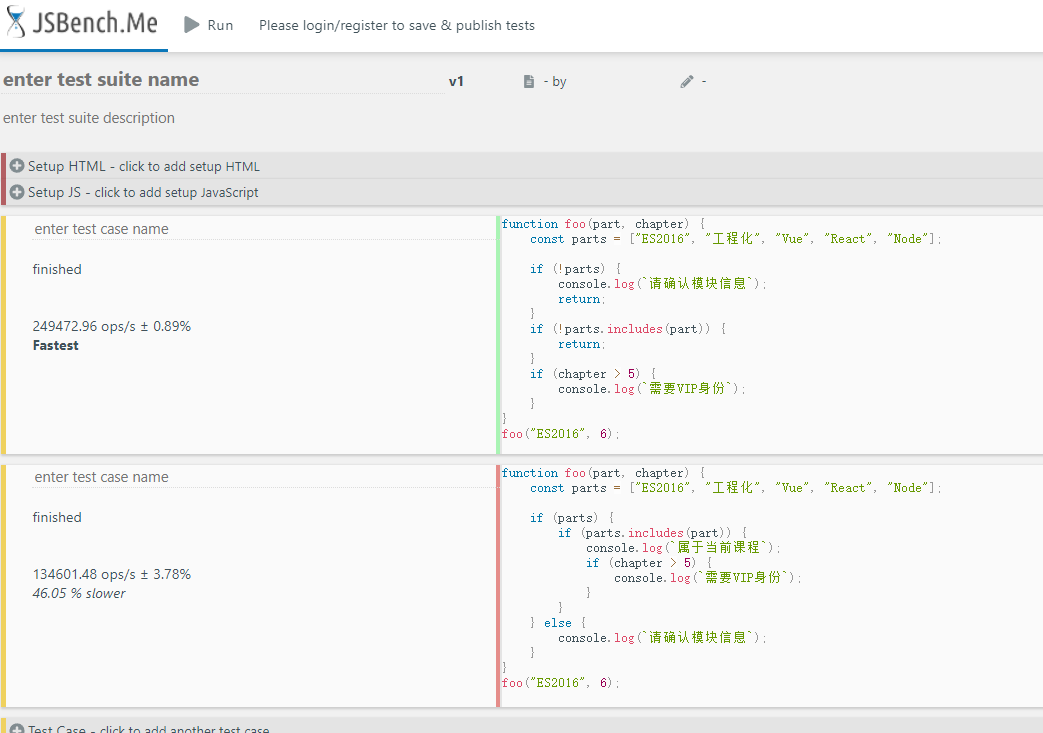 JSBench.Me
Run
Please login/register to save & publish tests
enter test suite name
v1
- by
-
enter test suite description
Setup HTML - click to add setup HTML
Setup JS - click to add setup JavaScript
enter test case name
finished
249472.96 ops/s ± 0.89%
Fastest
function foo(part, chapter) {
    const parts = ["ES2016", "工程化", "Vue", "React", "Node"];
    if (!parts) {
        console.log(`请确认模块信息`);
        return;
    }
    if (!parts.includes(part)) {
        return;
    }
    if (chapter > 5) {
        console.log(`需要VIP身份`);
    }
}
foo("ES2016", 6);
enter test case name
finished
134601.48 ops/s ± 3.78%
46.05 % slower
function foo(part, chapter) {
    const parts = ["ES2016", "工程化", "Vue", "React", "Node"];
    if (parts) {
        if (parts.includes(part)) {
            console.log(`属于当前课程`);
            if (chapter > 5) {
                console.log(`需要VIP身份`);
            }
        }
    } else {
        console.log(`请确认模块信息`);
    }
}
foo("ES2016", 6);
Test Case - click to add another test case